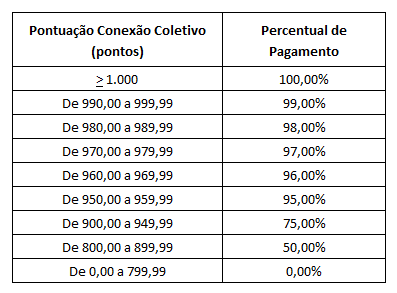 Pontuação Conexão Coletivo
(pontos)
Percentual de
Pagamento
≥ 1.000 100,00%
De 990,00 a 999,99 99,00%
De 980,00 a 989,99 98,00%
De 970,00 a 979,99 97,00%
De 960,00 a 969,99 96,00%
De 950,00 a 959,99 95,00%
De 900,00 a 949,99 75,00%
De 800,00 a 899,99 50,00%
De 0,00 a 799,99 0,00%